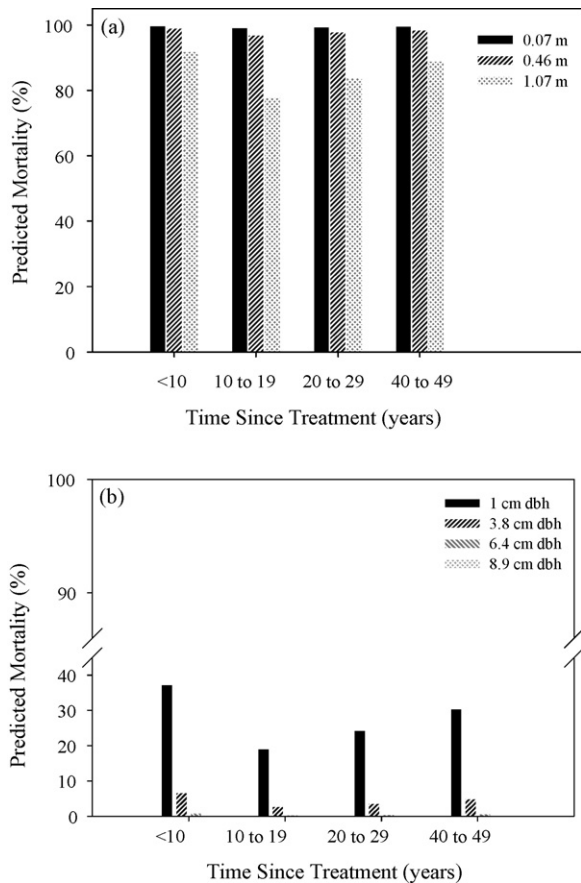 (a)
0.07 m
0.46 m
1.07 m
100
80
60
40
20
0
Predicted Mortality (%)
<10 10 to 19 20 to 29 40 to 49
Time Since Treatment (years)
(b)
1 cm dbh
3.8 cm dbh
6.4 cm dbh
8.9 cm dbh
100
90
40
30
20
10
0
Predicted Mortality (%)
<10 10 to 19 20 to 29 40 to 49
Time Since Treatment (years)